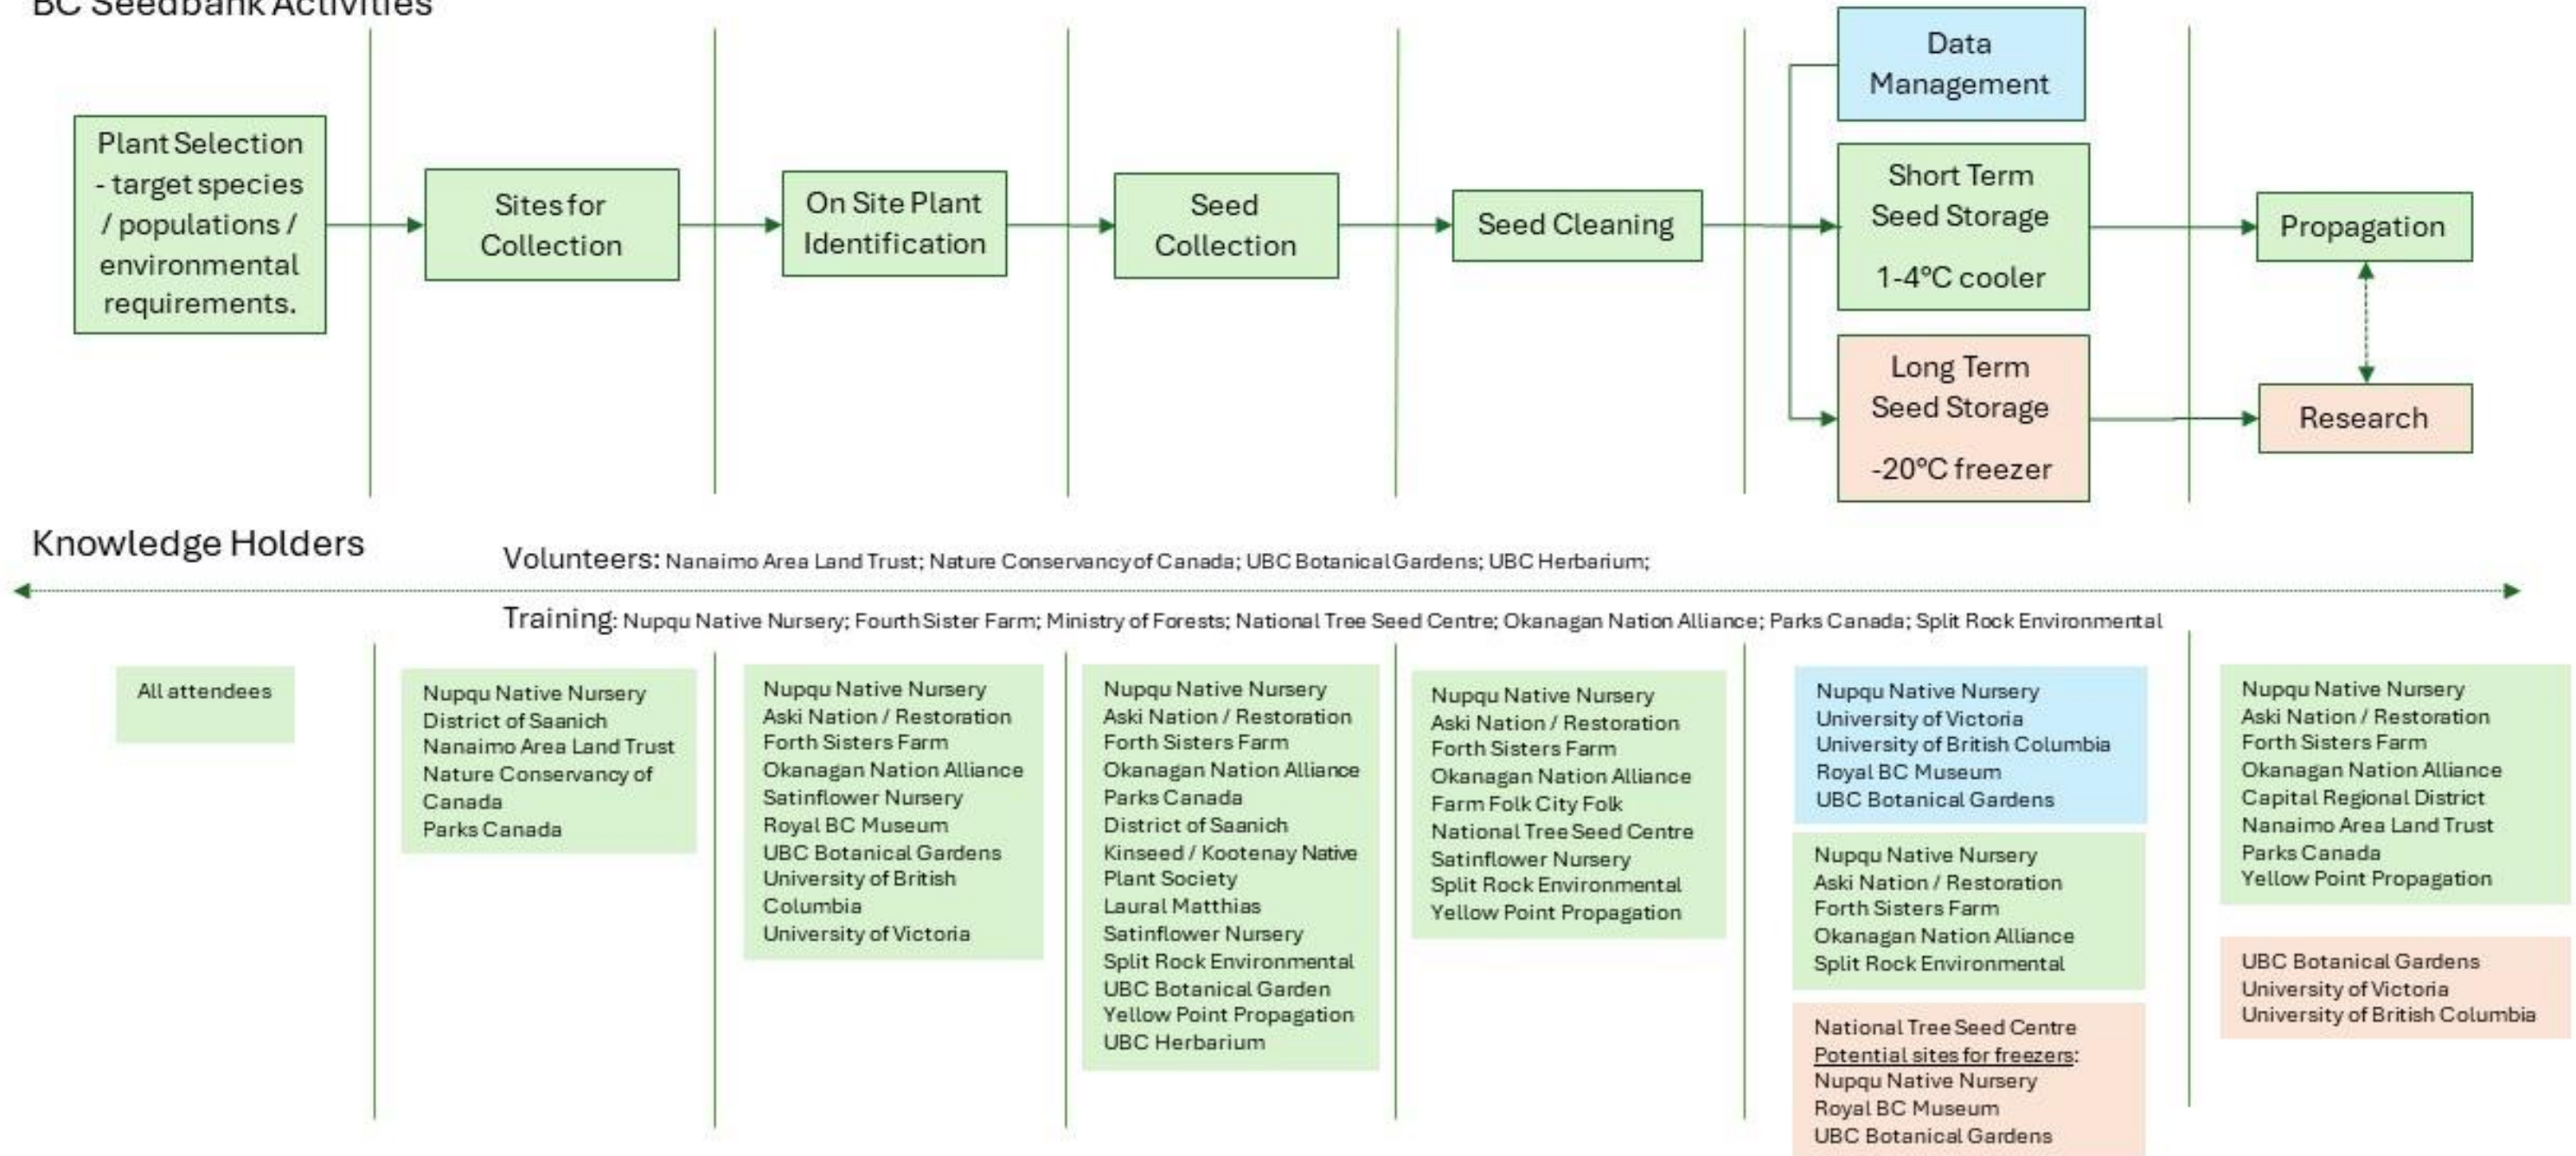 BC Seedbank Activities
Plant Selection
- target species
/ populations /
environmental
requirements.
Sites for
Collection
On Site Plant
Identification
Seed
Collection
Seed Cleaning
Data
Management
Short Term
Seed Storage
1-4°C cooler
Long Term
Seed Storage
-20°C freezer
Propagation
Research
Knowledge Holders
Volunteers: Nanaimo Area Land Trust; Nature Conservancy of Canada; UBC Botanical Gardens; UBC Herbarium;
Training: Nupqu Native Nursery; Fourth Sister Farm; Ministry of Forests; National Tree Seed Centre; Okanagan Nation Alliance; Parks Canada; Split Rock Environmental
All attendees
Nupqu Native Nursery
District of Saanich
Nanaimo Area Land Trust
Nature Conservancy of
Canada
Parks Canada
Nupqu Native Nursery
Aski Nation / Restoration
Forth Sisters Farm
Okanagan Nation Alliance
Satinflower Nursery
Royal BC Museum
UBC Botanical Gardens
University of British
Columbia
University of Victoria
Nupqu Native Nursery
Aski Nation / Restoration
Forth Sisters Farm
Okanagan Nation Alliance
Parks Canada
District of Saanich
Kinseed / Kootenay Native
Plant Society
Laural Matthias
Satinflower Nursery
Split Rock Environmental
UBC Botanical Garden
Yellow Point Propagation
UBC Herbarium
Nupqu Native Nursery
Aski Nation / Restoration
Forth Sisters Farm
Okanagan Nation Alliance
Farm Folk City Folk
National Tree Seed Centre
Satinflower Nursery
Split Rock Environmental
Yellow Point Propagation
Nupqu Native Nursery
University of Victoria
University of British Columbia
Royal BC Museum
UBC Botanical Gardens
Nupqu Native Nursery
Aski Nation / Restoration
Forth Sisters Farm
Okanagan Nation Alliance
Split Rock Environmental
National Tree Seed Centre
Potential sites for freezers:
Nupqu Native Nursery
Royal BC Museum
UBC Botanical Gardens
Nupqu Native Nursery
Aski Nation / Restoration
Forth Sisters Farm
Okanagan Nation Alliance
Capital Regional District
Nanaimo Area Land Trust
Parks Canada
Yellow Point Propagation
UBC Botanical Gardens
University of Victoria
University of British Columbia